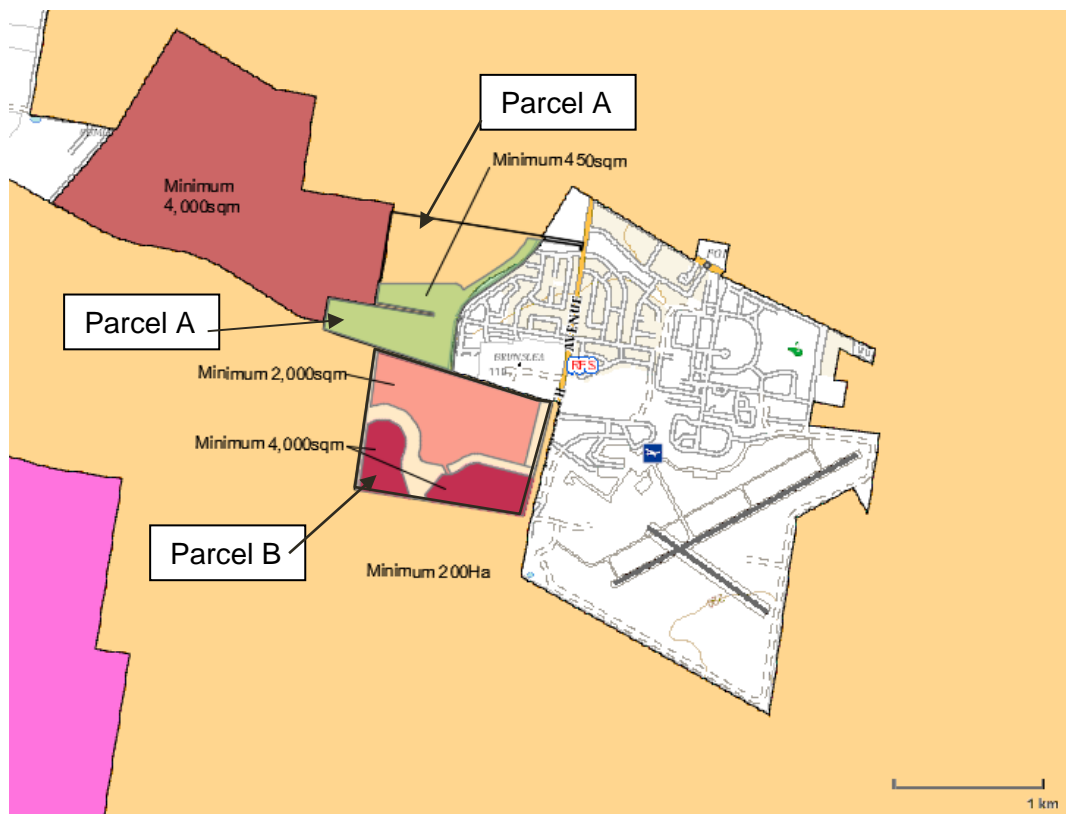 Parcel A
Minimum 450sqm
Minimum
4,000sqm
Parcel A
AVENUE
RFS
Minimum 2,000sqm
Minimum 4,000sqm
Parcel B
Minimum 200Ha
1 km